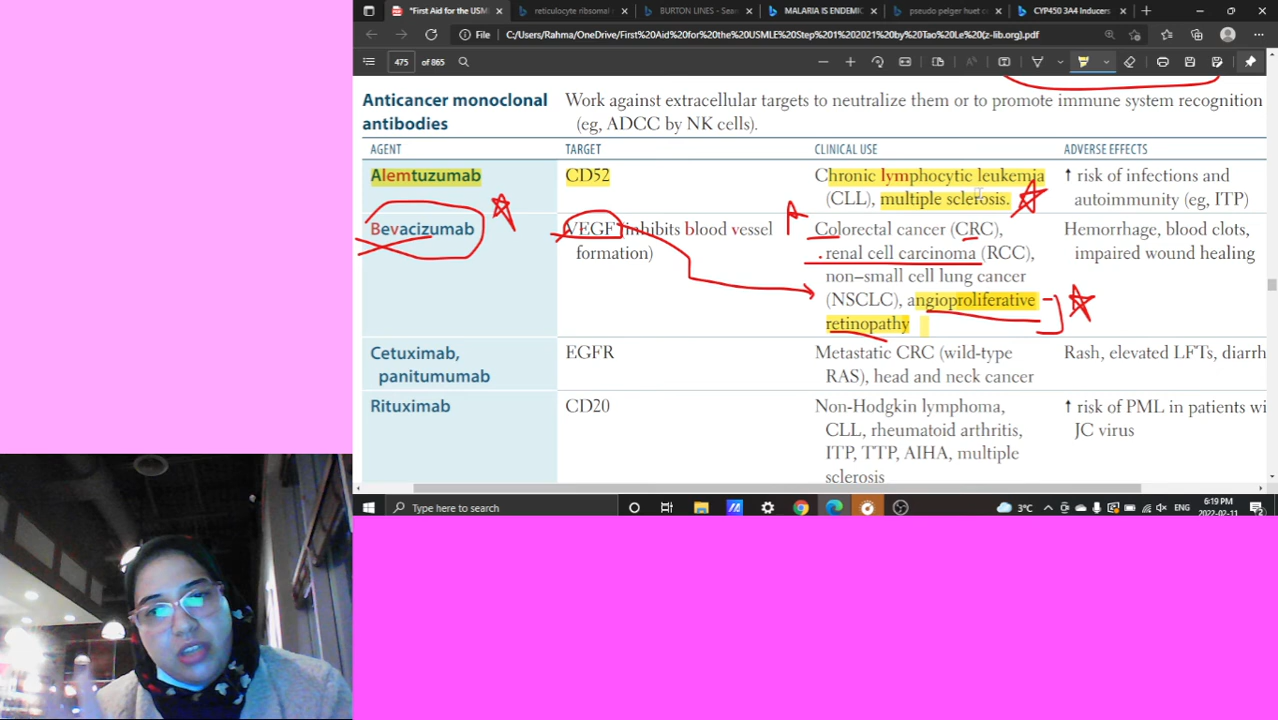 "First Aid for the USM
reticulocyte ribsomal r
BURTON LINES - Sea
MALARIA IS ENDEMIC
pseudo pelger huet c
CYP450 3A4 Inducers
File
C:/Users/Rahma/OneDrive/First%20Aid%20for%20the%20USMLE%20Step%201%202021%20by%20Tao%20Le%20(z-lib.org).pdf
475 of 865
Anticancer monoclonal antibodies
Work against extracellular targets to neutralize them or to promote immune system recognition
(eg, ADCC by NK cells).
AGENT TARGET CLINICAL USE ADVERSE EFFECTS
Alemtuzumab
CD52
Chronic lymphocytic leukemia
(CLL), multiple sclerosis.
↑ risk of infections and
autoimmunity (eg, ITP)
Bevacizumab
VEGF (inhibits blood vessel
formation)
Colorectal cancer (CRC),
renal cell carcinoma (RCC),
non–small cell lung cancer
(NSCLC), angioproliferative
retinopathy
Hemorrhage, blood clots,
impaired wound healing
Cetuximab,
panitumumab
EGFR
Metastatic CRC (wild-type
RAS), head and neck cancer
Rash, elevated LFTs, diarrh
Rituximab
CD20
Non-Hodgkin lymphoma,
CLL, rheumatoid arthritis,
ITP, TTP, AIHA, multiple
sclerosis
↑ risk of PML in patients wi
JC virus
Type here to search
3°C
ENG
6:19 PM
2022-02-11